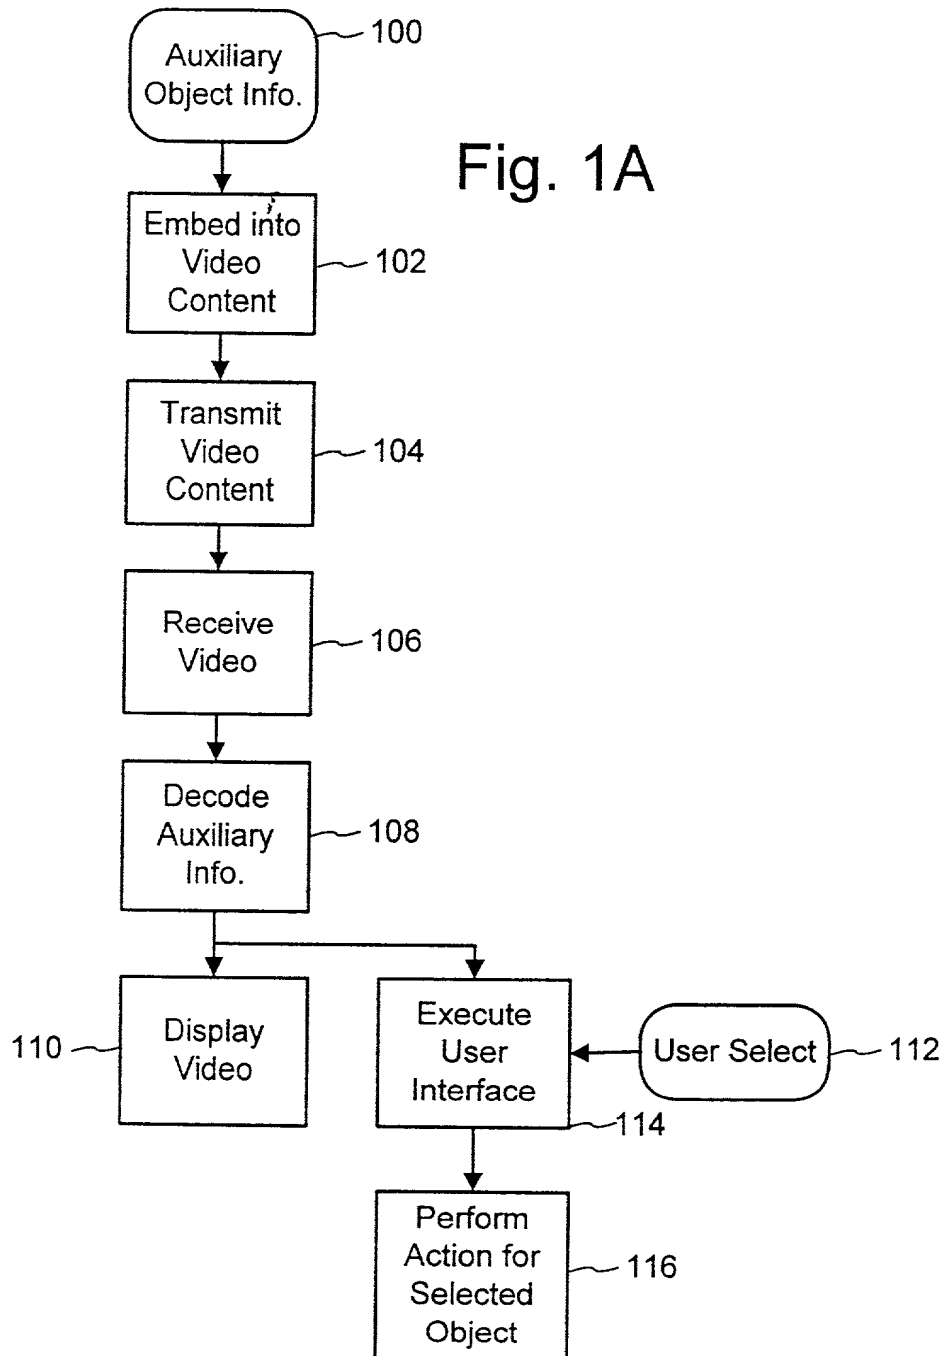 100
Auxiliary
Object Info.
Fig. 1A
Embed into
Video
Content
102
Transmit
Video
Content
104
Receive
Video
106
Decode
Auxiliary
Info.
108
110
Display
Video
Execute
User
Interface
114
User Select
112
Perform
Action for
Selected
Object
116